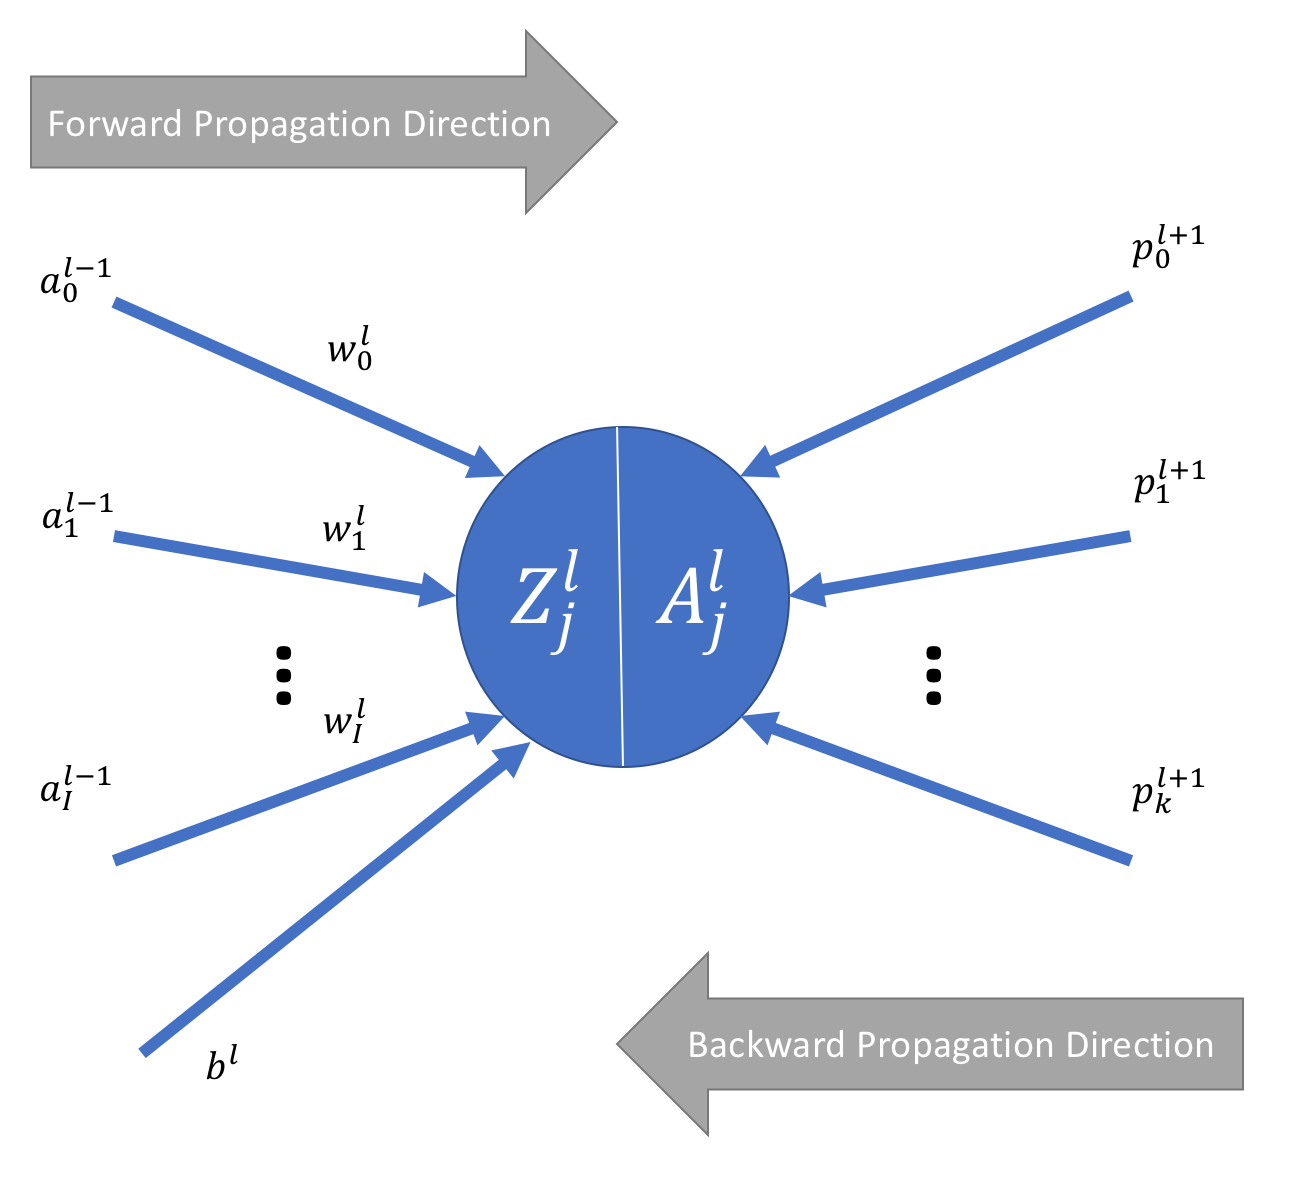 Forward Propagation Direction
a_0^{l-1}
w_0^l
p_0^{l+1}
a_1^{l-1}
w_1^l
p_1^{l+1}
Z_j^l
A_j^l
w_I^l
a_I^{l-1}
p_k^{l+1}
b^l
Backward Propagation Direction